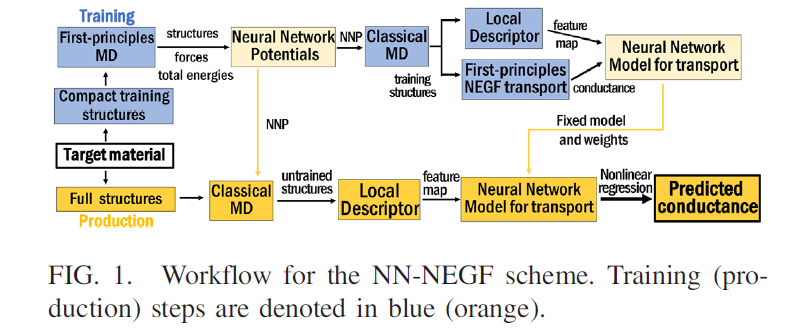 Training
First-principles
MD
structures
forces
total energies
Neural Network
Potentials
NNP
Classical
MD
training
structures
Local
Descriptor
feature
map
First-principles
NEGF transport
conductance
Neural Network
Model for transport
Compact training
structures
NNP
Fixed model
and weights
Target material
Full structures
Production
Classical
MD
untrained
structures
Local
Descriptor
feature
map
Neural Network
Model for transport
Nonlinear
regression
Predicted
conductance
FIG. 1. Workflow for the NN-NEGF scheme. Training (pro-
duction) steps are denoted in blue (orange).